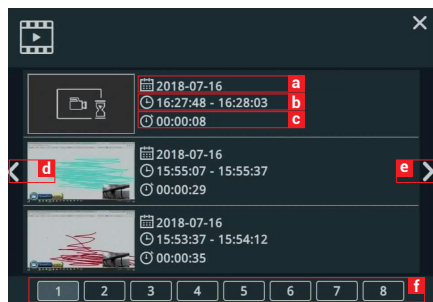 2018-07-16 a
16:27:48 - 16:28:03 b
00:00:08 c
d
e
2018-07-16
15:55:07 - 15:55:37
00:00:29
2018-07-16
15:53:37 - 15:54:12
00:00:35
f
1 2 3 4 5 6 7 8